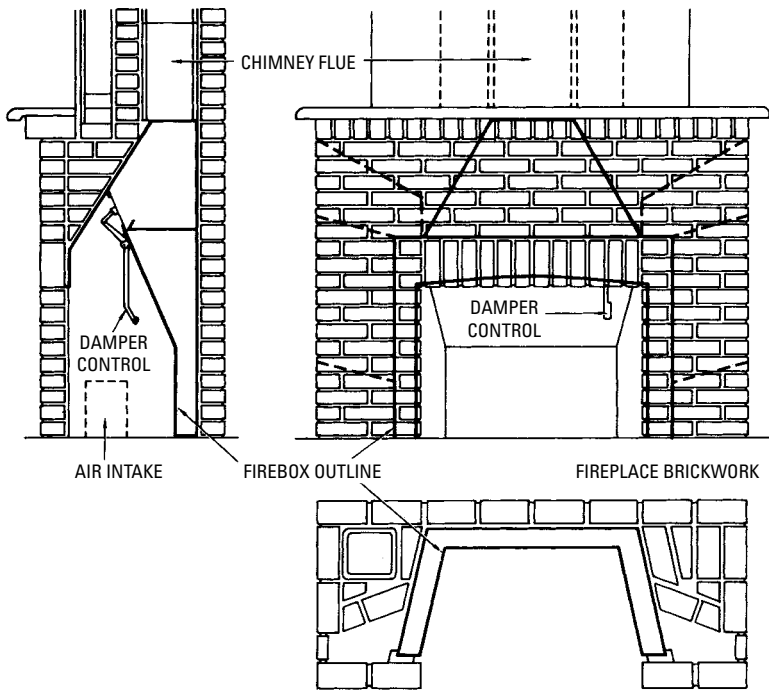 CHIMNEY FLUE
DAMPER
CONTROL
DAMPER
CONTROL
AIR INTAKE
FIREBOX OUTLINE
FIREPLACE BRICKWORK